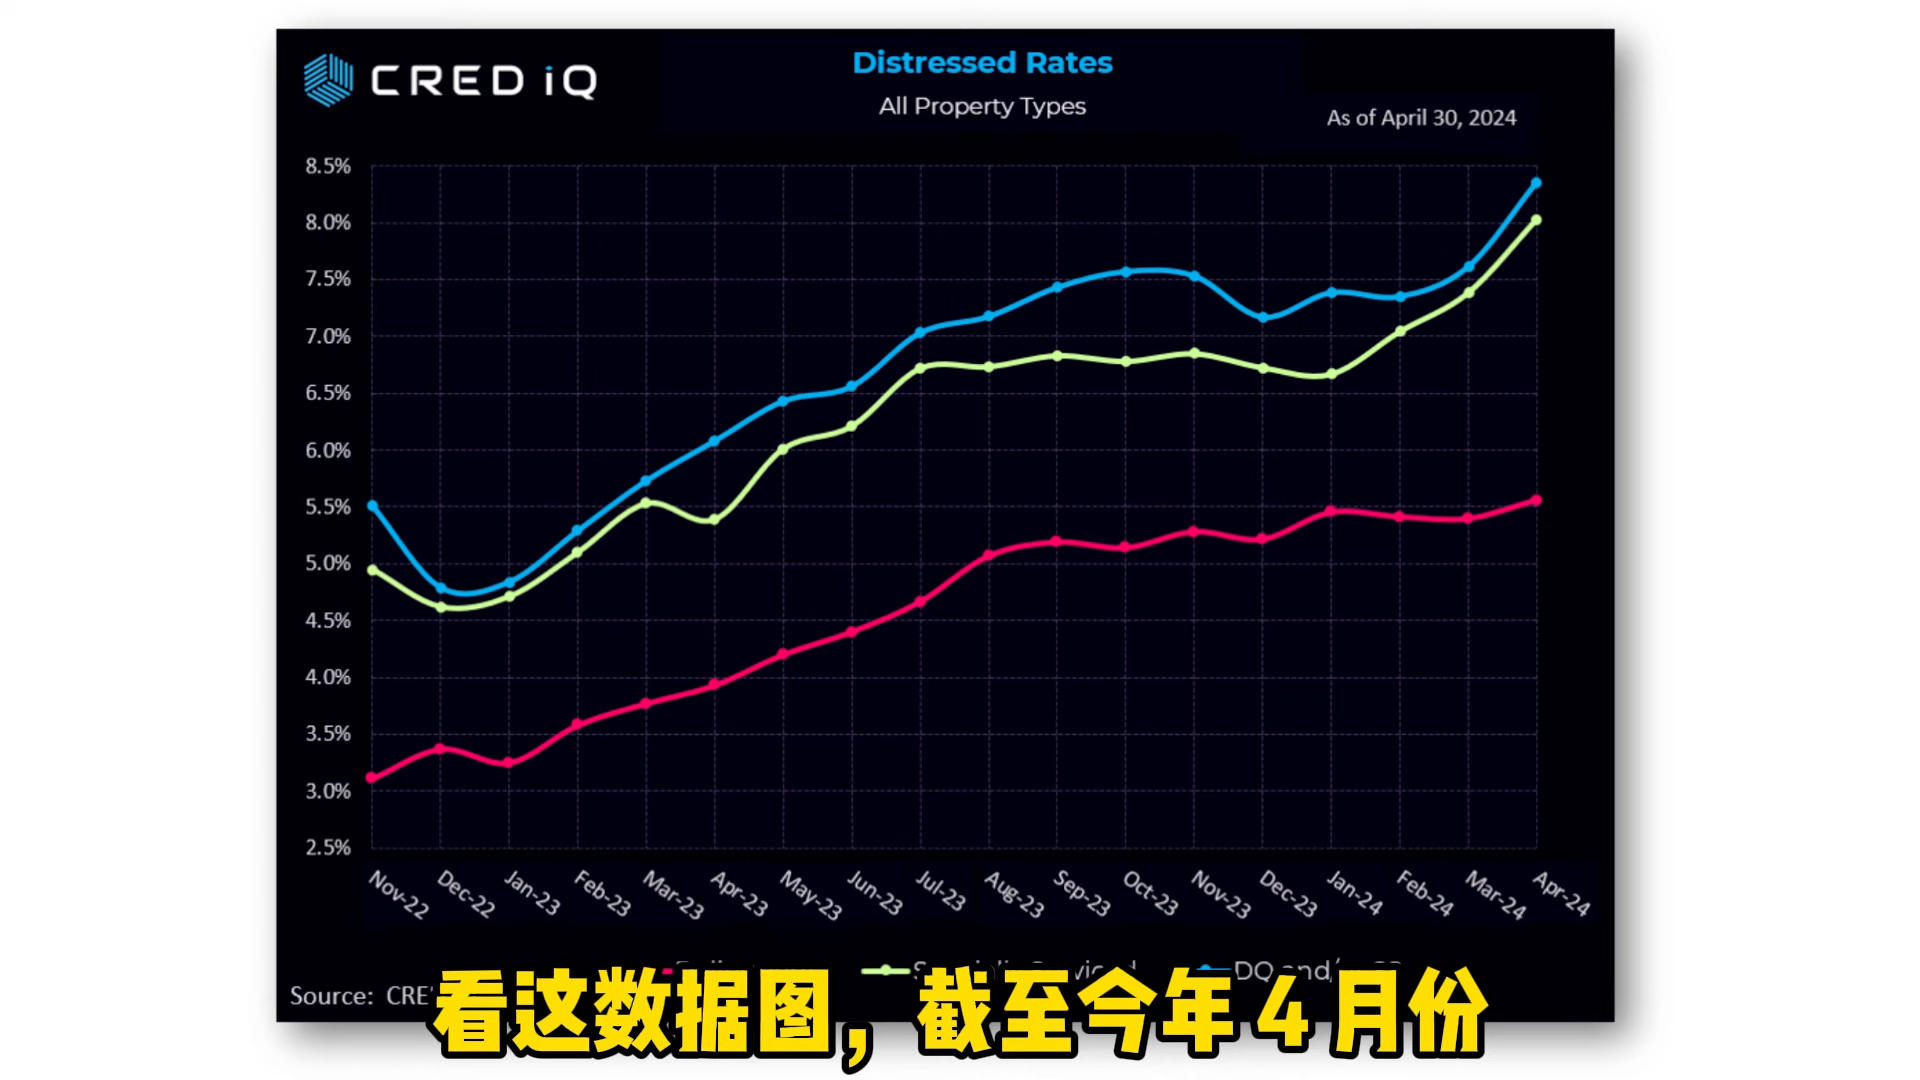 CRED iQ
Distressed Rates
All Property Types
As of April 30, 2024
8.5%
8.0%
7.5%
7.0%
6.5%
6.0%
5.5%
5.0%
4.5%
4.0%
3.5%
3.0%
2.5%
Nov-22 Dec-22 Jan-23 Feb-23 Mar-23 Apr-23 May-23 Jun-23 Jul-23 Aug-23 Sep-23 Oct-23 Nov-23 Dec-23 Jan-24 Feb-24 Mar-24 Apr-24
DQ and/
Source:
看这数据图，截至今年4月份